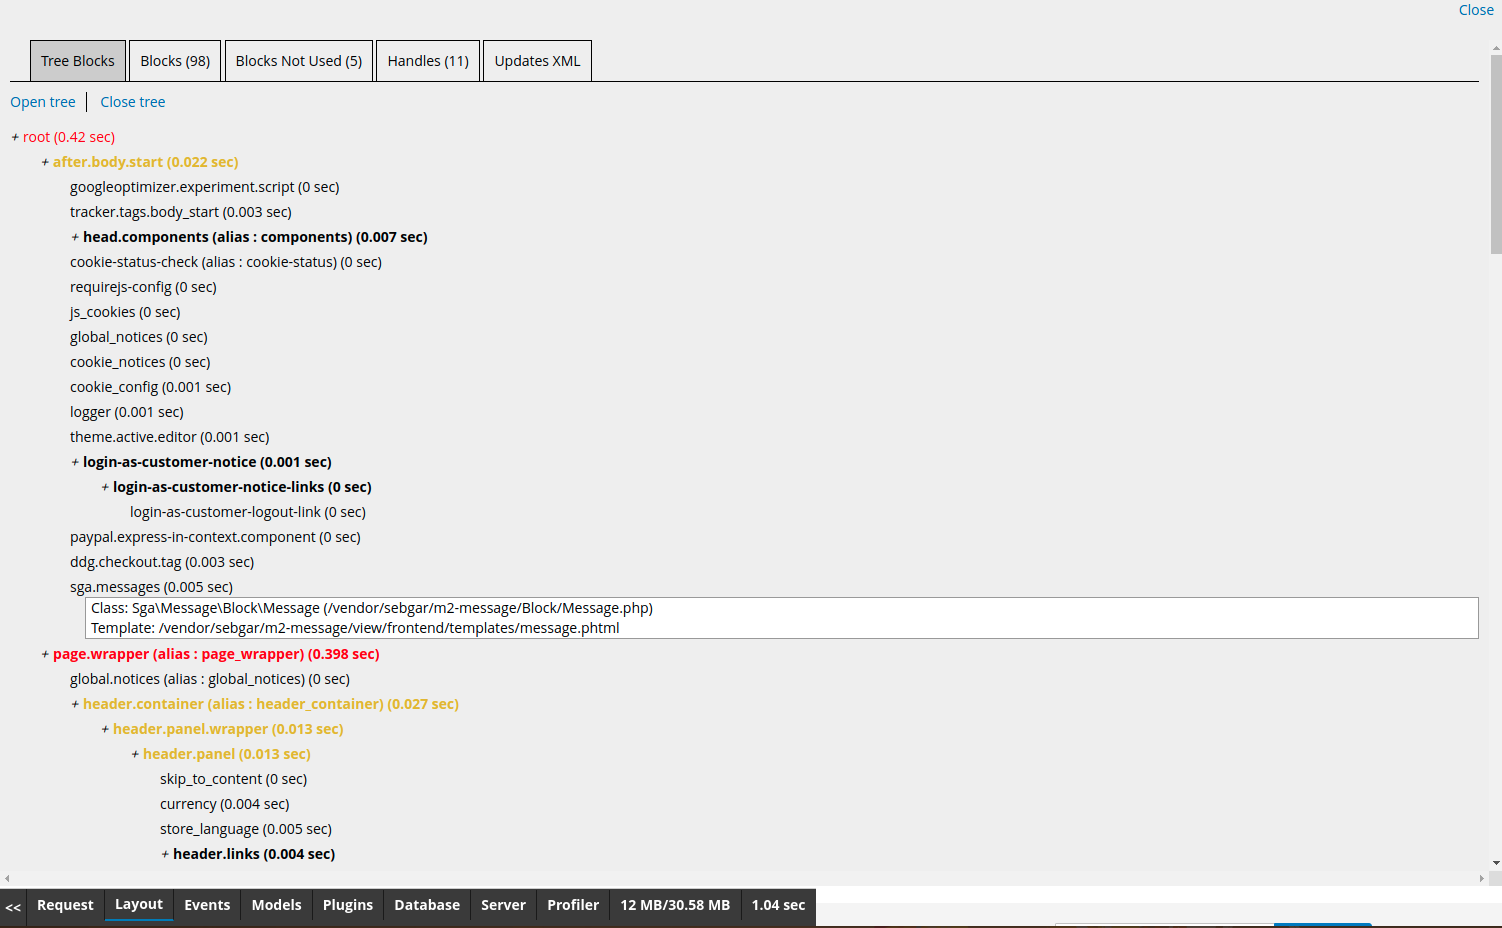 Close
Tree Blocks Blocks (98) Blocks Not Used (5) Handles (11) Updates XML
Open tree Close tree
+ root (0.42 sec)
+ after.body.start (0.022 sec)
googleoptimizer.experiment.script (0 sec)
tracker.tags.body_start (0.003 sec)
+ head.components (alias : components) (0.007 sec)
cookie-status-check (alias : cookie-status) (0 sec)
requirejs-config (0 sec)
js_cookies (0 sec)
global_notices (0 sec)
cookie_notices (0 sec)
cookie_config (0.001 sec)
logger (0.001 sec)
theme.active.editor (0.001 sec)
+ login-as-customer-notice (0.001 sec)
+ login-as-customer-notice-links (0 sec)
login-as-customer-logout-link (0 sec)
paypal.express-in-context.component (0 sec)
ddg.checkout.tag (0.003 sec)
sga.messages (0.005 sec)
Class: Sga\Message\Block\Message (/vendor/sebgar/m2-message/Block/Message.php)
Template: /vendor/sebgar/m2-message/view/frontend/templates/message.phtml
+ page.wrapper (alias : page_wrapper) (0.398 sec)
global.notices (alias : global_notices) (0 sec)
+ header.container (alias : header_container) (0.027 sec)
+ header.panel.wrapper (0.013 sec)
+ header.panel (0.013 sec)
skip_to_content (0 sec)
currency (0.004 sec)
store_language (0.005 sec)
+ header.links (0.004 sec)
<< Request Layout Events Models Plugins Database Server Profiler 12 MB/30.58 MB 1.04 sec